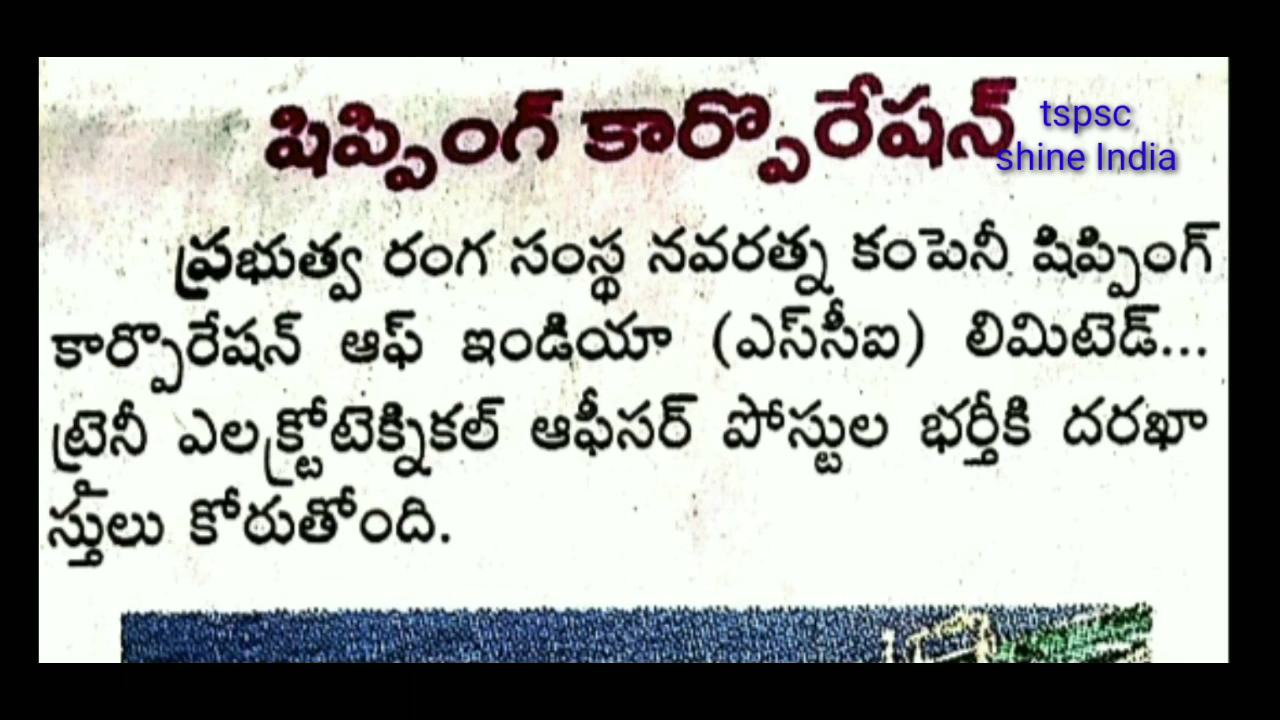 షిప్పింగ్ కార్పొరేషన్
tspsc
shine India
ప్రభుత్వ రంగ సంస్థ నవరత్న కంపెనీ షిప్పింగ్
కార్పొరేషన్ ఆఫ్ ఇండియా (ఎస్‌సీఐ) లిమిటెడ్...
ట్రైనీ ఎలక్ట్రోటెక్నికల్ ఆఫీసర్ పోస్టుల భర్తీకి దరఖా
స్తులు కోరుతోంది.